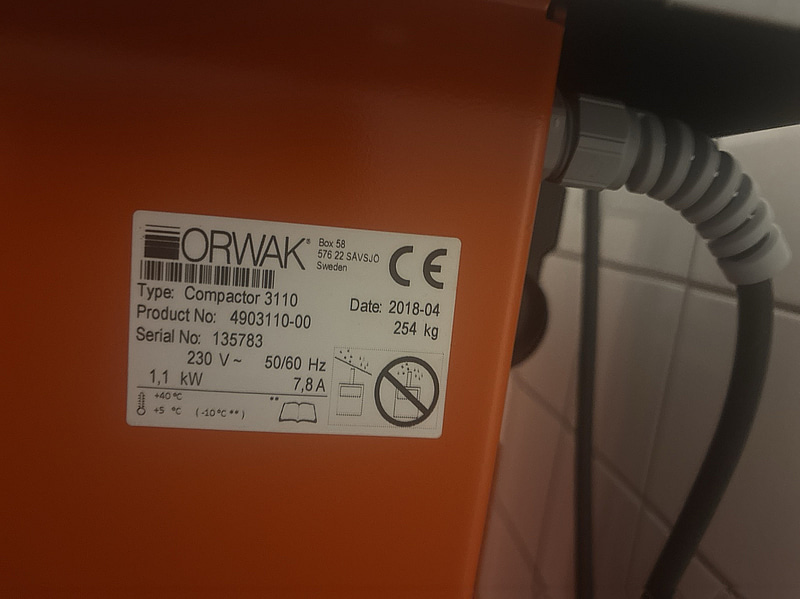 ORWAK®
Box 58
576 22 SÄVSJÖ
Sweden
CE
Type: Compactor 3110
Date: 2018-04
Product No: 4903110-00
254 kg
Serial No: 135783
230 V ~ 50/60 Hz
1,1 kW 7,8 A
+40 °C
+5 °C (-10 °C **)
**